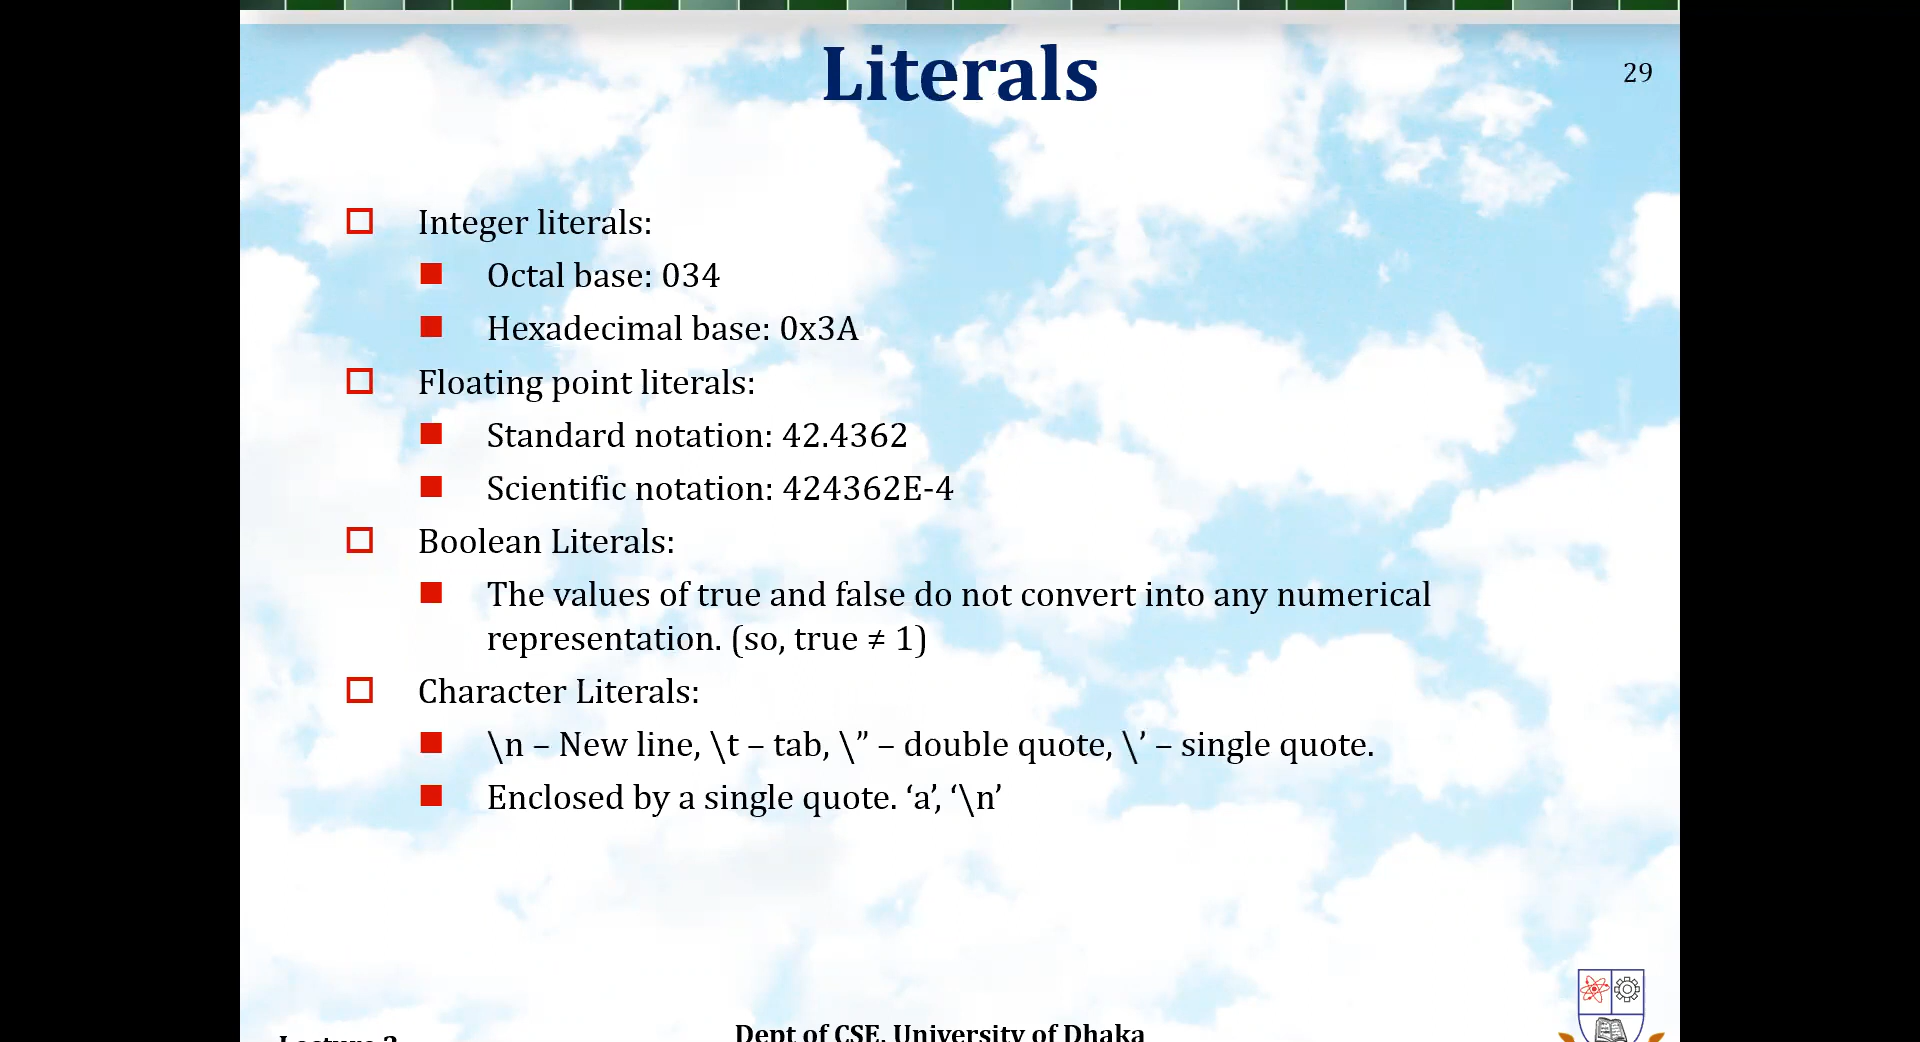 Literals
29
Integer literals:
Octal base: 034
Hexadecimal base: 0x3A
Floating point literals:
Standard notation: 42.4362
Scientific notation: 424362E-4
Boolean Literals:
The values of true and false do not convert into any numerical
representation. (so, true ≠ 1)
Character Literals:
\n – New line, \t – tab, \” – double quote, \’ – single quote.
Enclosed by a single quote. ‘a’, ‘\n’
Dept of CSE, University of Dhaka
Lecture 2